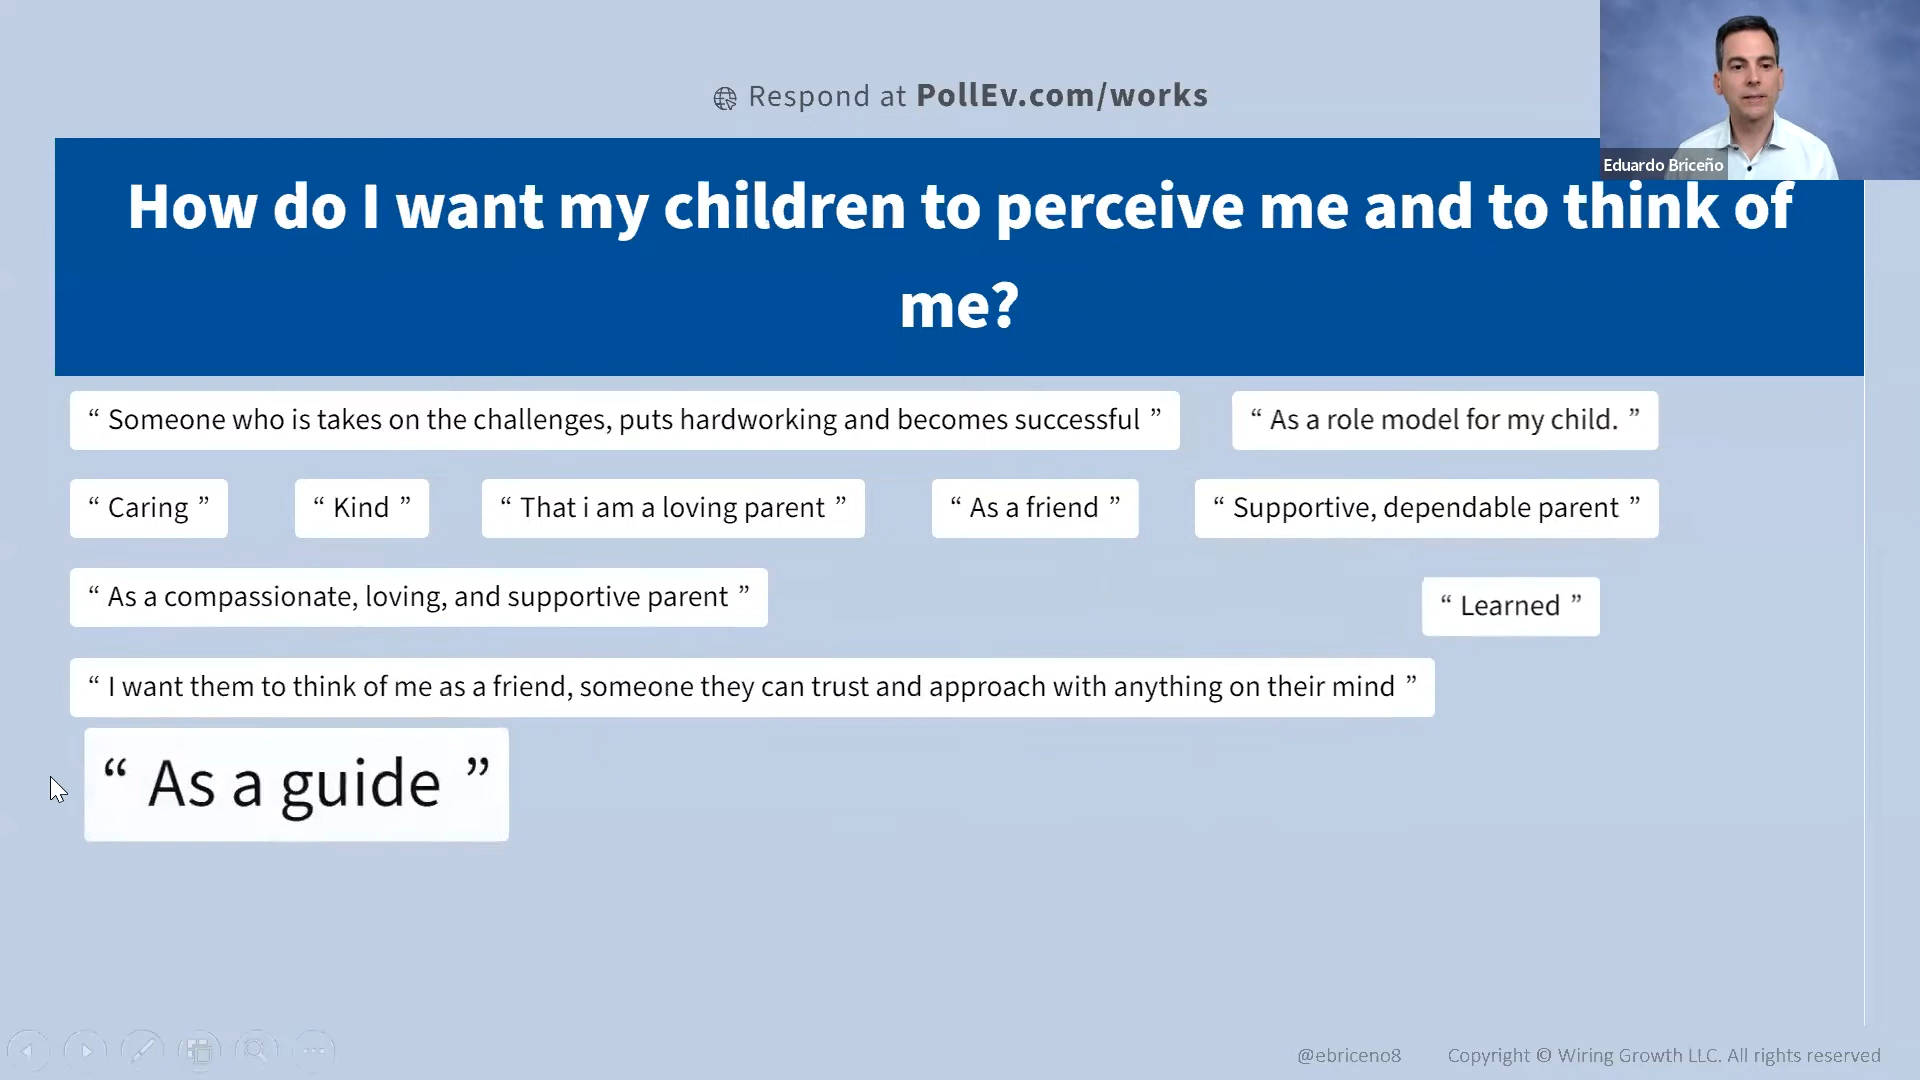 Respond at PollEv.com/works
Eduardo Briceño
How do I want my children to perceive me and to think of
me?
“ Someone who is takes on the challenges, puts hardworking and becomes successful ”
“ As a role model for my child. ”
“ Caring ”
“ Kind ”
“ That i am a loving parent ”
“ As a friend ”
“ Supportive, dependable parent ”
“ As a compassionate, loving, and supportive parent ”
“ Learned ”
“ I want them to think of me as a friend, someone they can trust and approach with anything on their mind ”
“ As a guide ”
@ebriceno8
Copyright © Wiring Growth LLC. All rights reserved